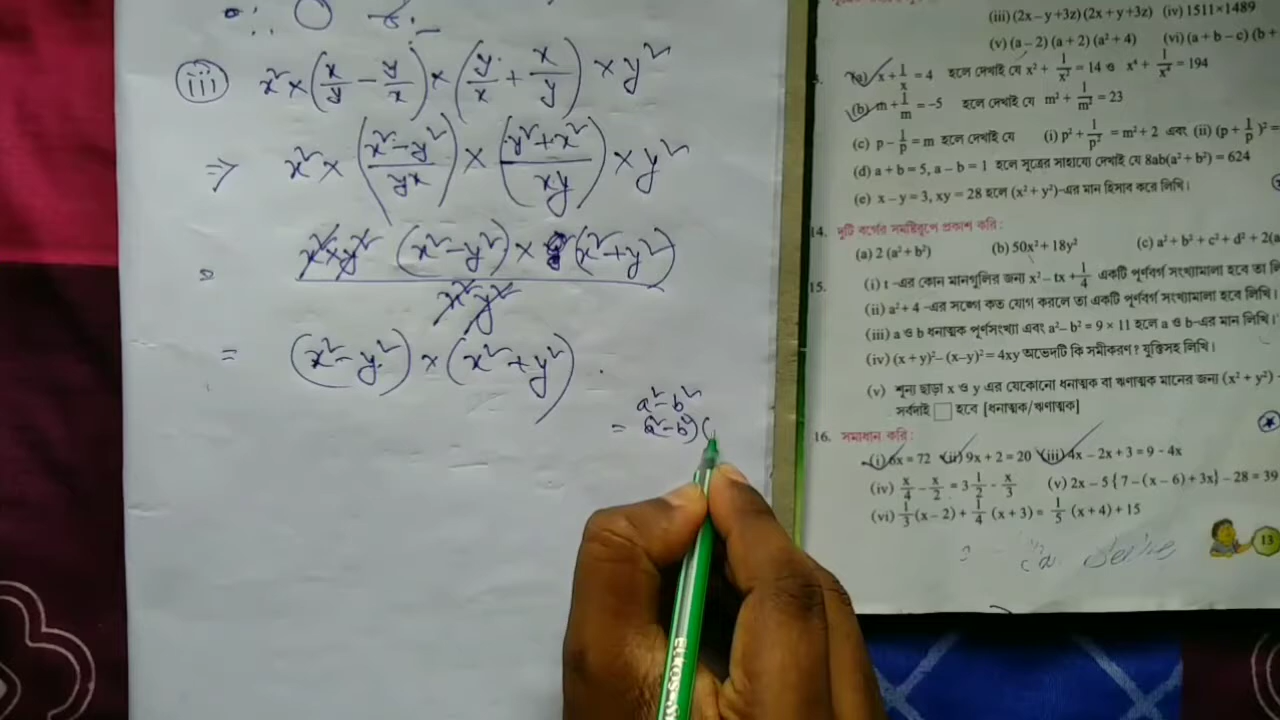 (iii) x² × (x/y − y/x) × (y/x + x/y) × y²
⇒ x² × (x²−y²/yx) × (y²+x²/xy) × y²
= x²×y² (x²−y²) × (x²+y²) / x²y²
= (x²−y²) × (x²+y²).
a²−b²
(iii) (2x−y+3z) (2x+y+3z) (iv) 1511×1489
(v) (a−2) (a+2) (a²+4) (vi) (a+b−c) (b+
(a) x + 1/x = 4 হলে দেখাই যে x² + 1/x² = 14 ও x⁴ + 1/x⁴ = 194
(b) m + 1/m = −5 হলে দেখাই যে m² + 1/m² = 23
(c) p − 1/p = m হলে দেখাই যে (i) p² + 1/p² = m² + 2 এবং (ii) (p + 1/p)² =
(d) a + b = 5, a − b = 1 হলে সূত্রের সাহায্যে দেখাই যে 8ab(a² + b²) = 624
(e) x − y = 3, xy = 28 হলে (x² + y²)-এর মান হিসাব করে লিখি।
14. দুটি বর্গের সমষ্টিরূপে প্রকাশ করি :
(a) 2 (a² + b²) (b) 50x² + 18y² (c) a² + b² + c² + d² + 2(a
15. (i) t -এর কোন মানগুলির জন্য x² − tx + 1/4 একটি পূর্ণবর্গ সংখ্যামালা হবে তা
(ii) a² + 4 -এর সঙ্গে কত যোগ করলে তা একটি পূর্ণবর্গ সংখ্যামালা হবে লিখি।
(iii) a ও b ধনাত্মক পূর্ণসংখ্যা এবং a² − b² = 9 × 11 হলে a ও b-এর মান লিখি।
(iv) (x + y)² − (x−y)² = 4xy অভেদটি কি সমীকরণ? যুক্তিসহ লিখি।
(v) শূন্য ছাড়া x ও y এর যেকোনো ধনাত্মক বা ঋণাত্মক মানের জন্য (x² + y²)
সর্বদাই □ হবে [ধনাত্মক/ঋণাত্মক]
16. সমাধান করি :
(i) 6x = 72 (ii) 9x + 2 = 20 (iii) 4x − 2x + 3 = 9 − 4x
(iv) x/4 − x/2 = 3 1/2 − x/3 (v) 2x − 5 { 7 − (x − 6) + 3x} − 28 = 39
(vi) 1/3 (x − 2) + 1/4 (x + 3) = 1/5 (x + 4) + 15
13